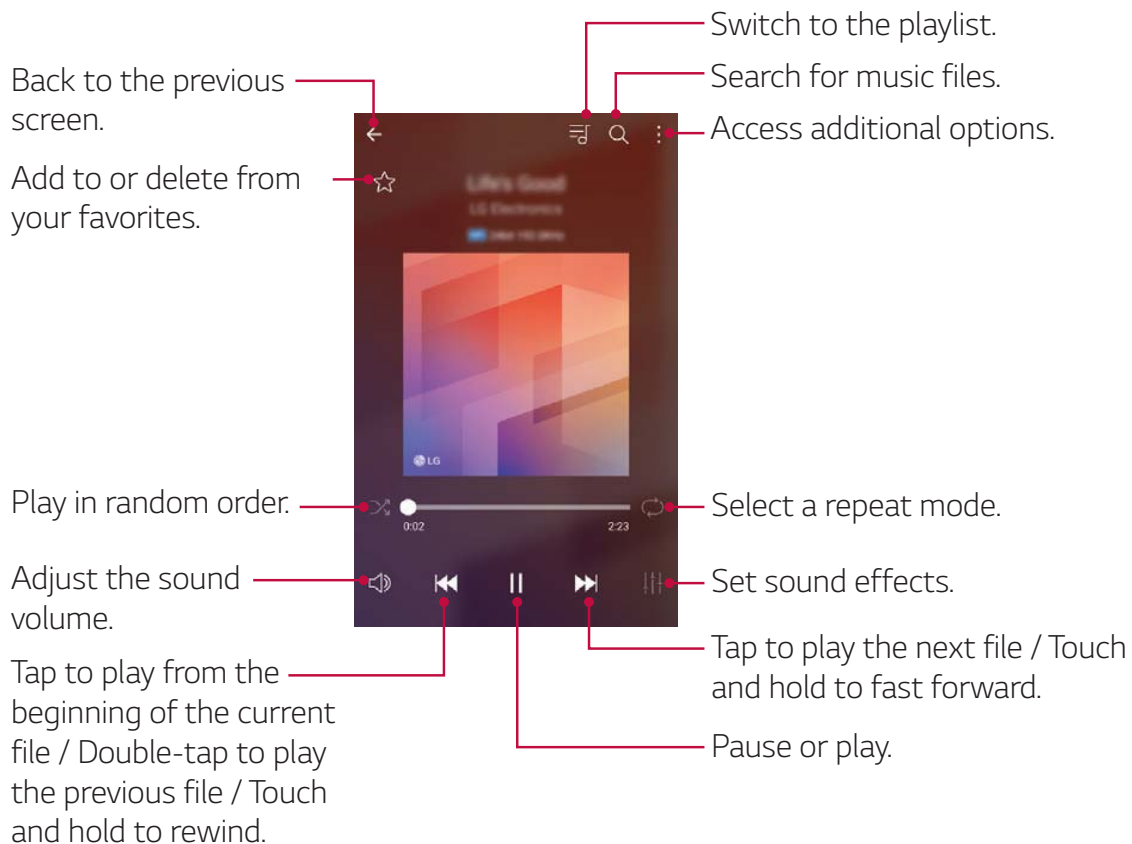 Switch to the playlist.
Back to the previous
screen.
Search for music files.
Access additional options.
Add to or delete from
your favorites.
Life's Good
LG Electronics
LG
Play in random order.
0:02
2:23
Select a repeat mode.
Adjust the sound
volume.
Set sound effects.
Tap to play from the
beginning of the current
file / Double-tap to play
the previous file / Touch
and hold to rewind.
Tap to play the next file / Touch
and hold to fast forward.
Pause or play.